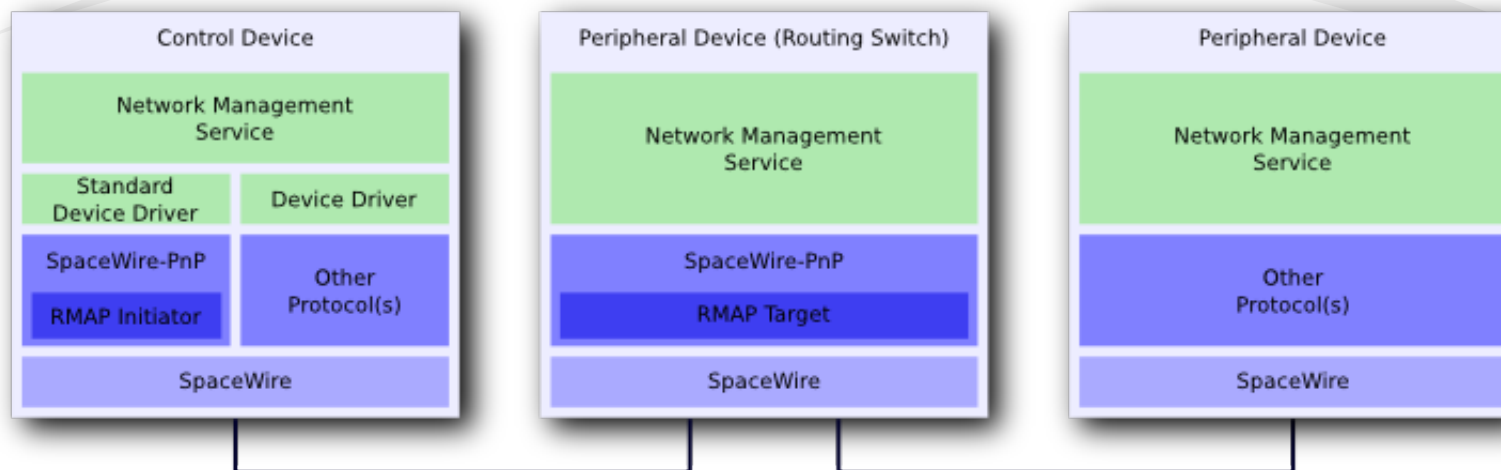 Control Device
Network Management
Service
Standard
Device Driver
Device Driver
SpaceWire-PnP
RMAP Initiator
Other
Protocol(s)
SpaceWire
Peripheral Device (Routing Switch)
Network Management
Service
SpaceWire-PnP
RMAP Target
SpaceWire
Peripheral Device
Network Management
Service
Other
Protocol(s)
SpaceWire